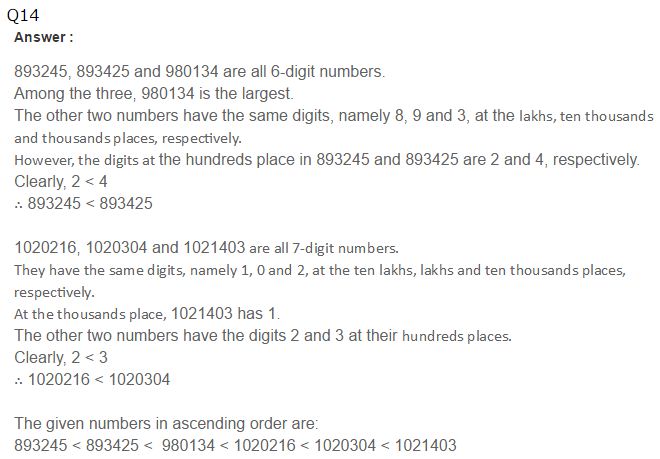 Q14
Answer :
893245, 893425 and 980134 are all 6-digit numbers.
Among the three, 980134 is the largest.
The other two numbers have the same digits, namely 8, 9 and 3, at the lakhs, ten thousands
and thousands places, respectively.
However, the digits at the hundreds place in 893245 and 893425 are 2 and 4, respectively.
Clearly, 2 < 4
∴ 893245 < 893425
1020216, 1020304 and 1021403 are all 7-digit numbers.
They have the same digits, namely 1, 0 and 2, at the ten lakhs, lakhs and ten thousands places,
respectively.
At the thousands place, 1021403 has 1.
The other two numbers have the digits 2 and 3 at their hundreds places.
Clearly, 2 < 3
∴ 1020216 < 1020304
The given numbers in ascending order are:
893245 < 893425 < 980134 < 1020216 < 1020304 < 1021403